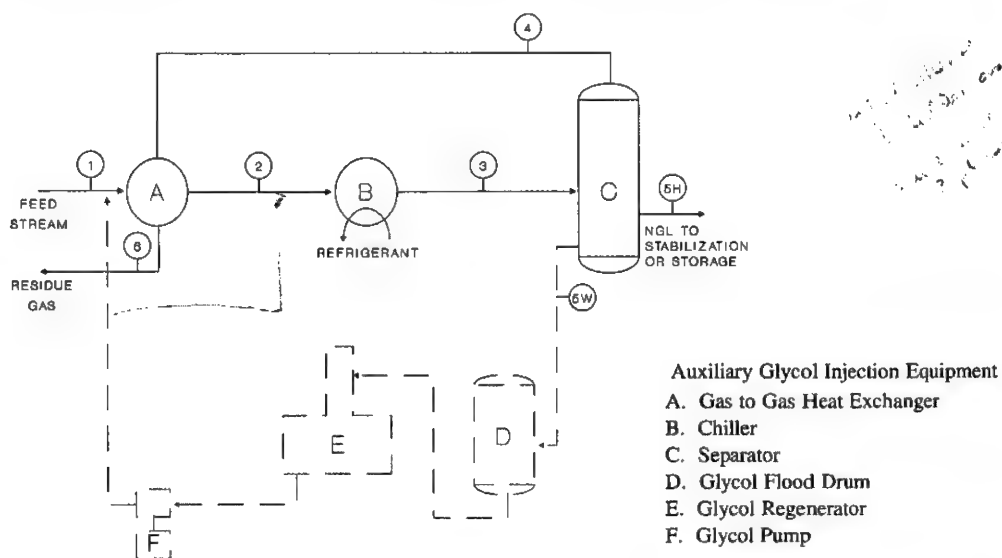 4
1
2
3
A
B
C
FEED
STREAM
5H
6
REFRIGERANT
NGL TO
STABILIZATION
OR STORAGE
RESIDUE
GAS
5W
Auxiliary Glycol Injection Equipment
A. Gas to Gas Heat Exchanger
B. Chiller
C. Separator
D. Glycol Flood Drum
E. Glycol Regenerator
F. Glycol Pump
D
E
F